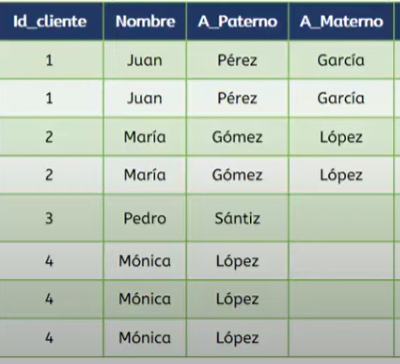 Id_cliente Nombre A_Paterno A_Materno
1 Juan Pérez García
1 Juan Pérez García
2 María Gómez López
2 María Gómez López
3 Pedro Sántiz
4 Mónica López
4 Mónica López
4 Mónica López